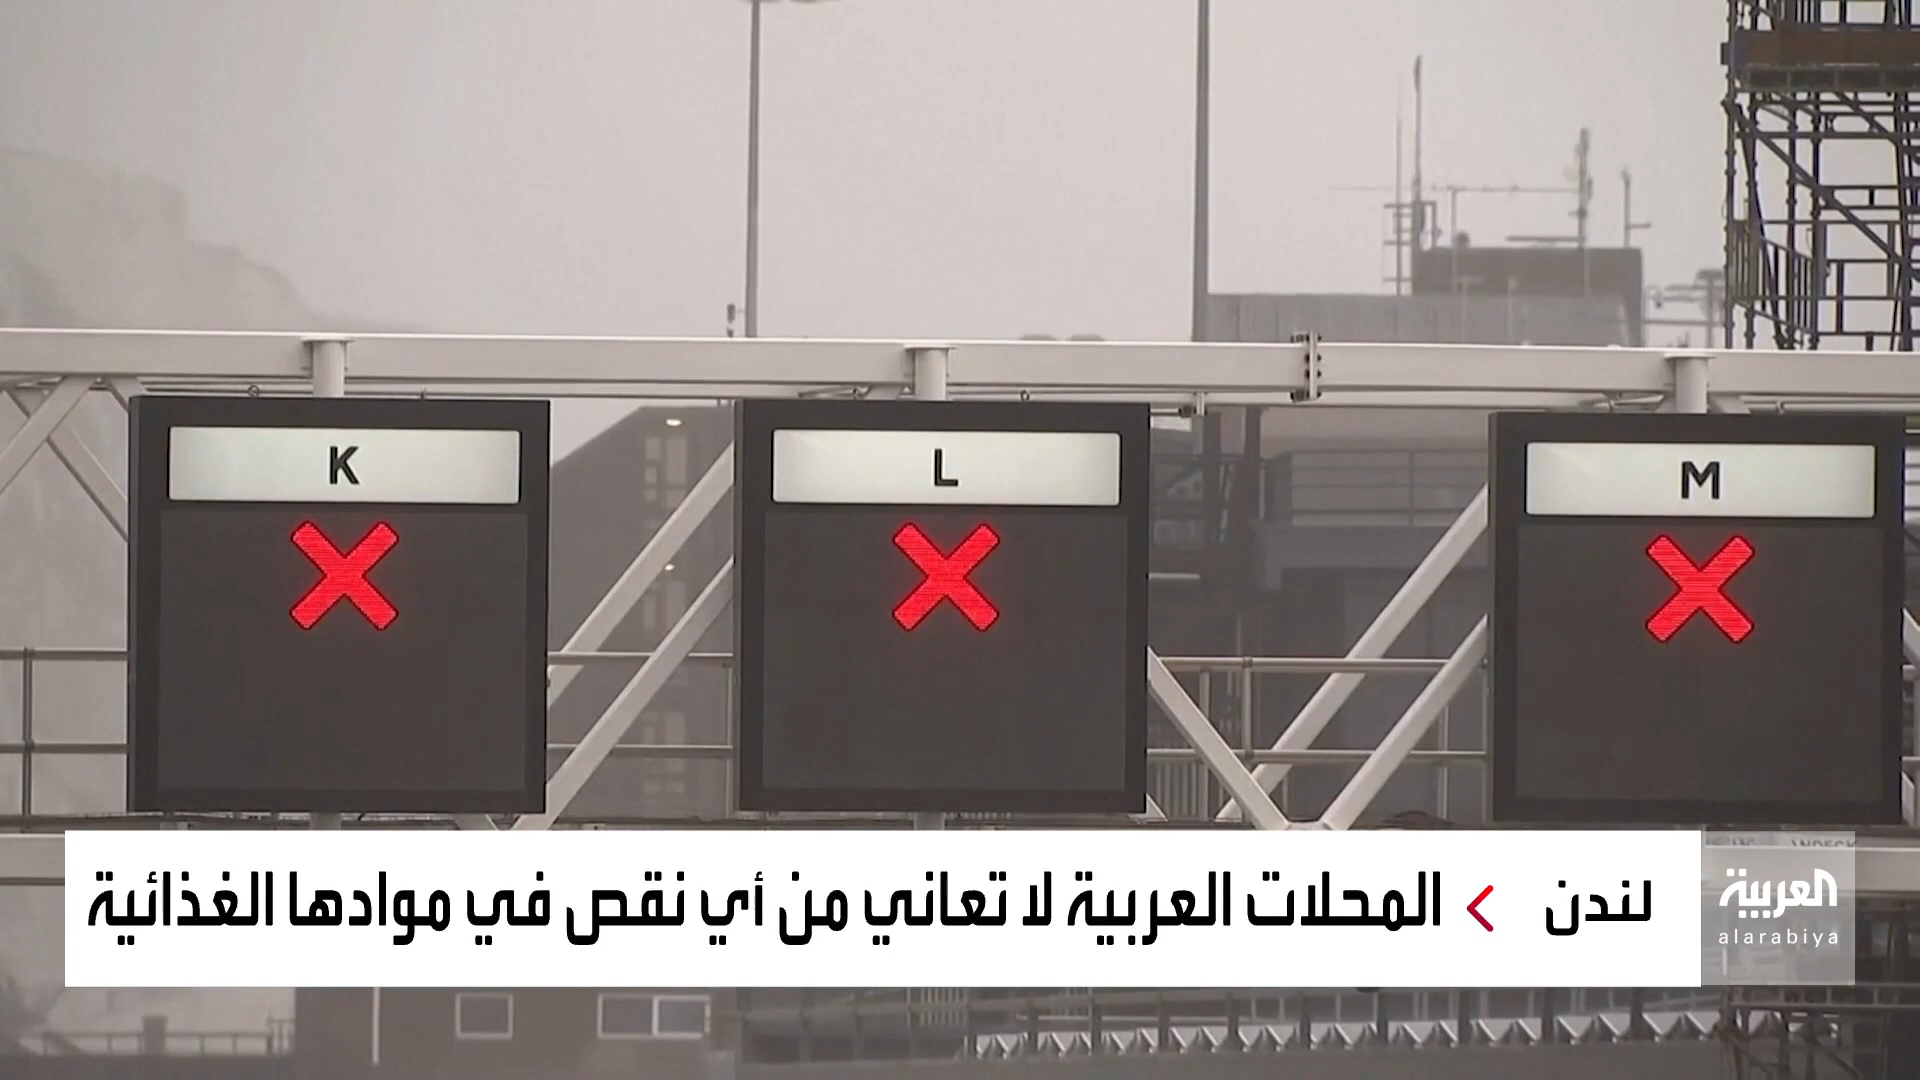 K
L
M
لندن
المحلات العربية لا تعاني من أي نقص في موادها الغذائية
العربية
alarabiya